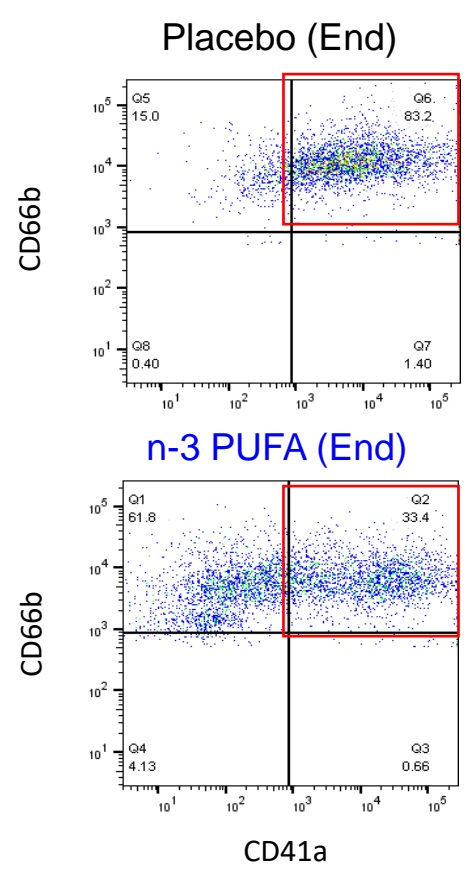 Placebo (End)
CD66b
10^5
10^4
10^3
10^2
10^1
Q5
15.0
Q6
83.2
Q8
0.40
Q7
1.40
10^1 10^2 10^3 10^4 10^5
n-3 PUFA (End)
CD66b
10^5
10^4
10^3
10^2
10^1
Q1
61.8
Q2
33.4
Q4
4.13
Q3
0.66
10^1 10^2 10^3 10^4 10^5
CD41a